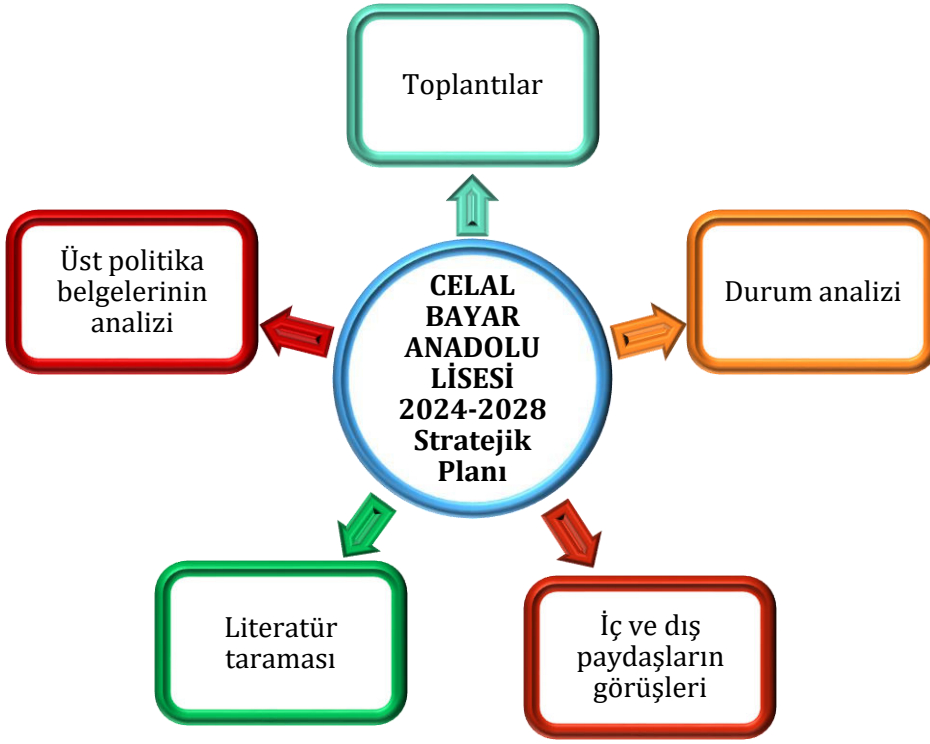 Toplantılar
Üst politika
belgelerinin
analizi
CELAL
BAYAR
ANADOLU
LİSESİ
2024-2028
Stratejik
Planı
Durum analizi
Literatür
taraması
İç ve dış
paydaşların
görüşleri